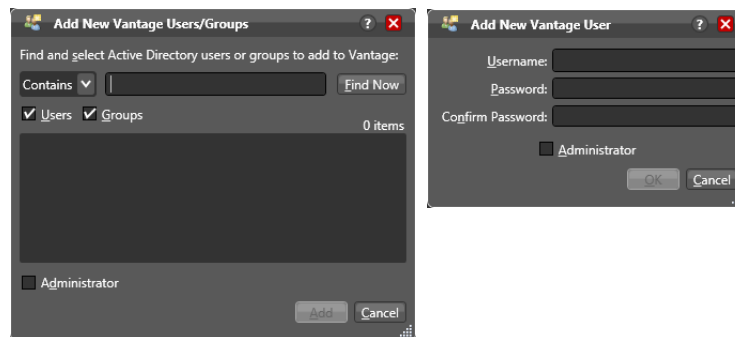 Add New Vantage Users/Groups
Find and select Active Directory users or groups to add to Vantage:
Contains
Find Now
Users Groups
0 items
Administrator
Add Cancel
Add New Vantage User
Username:
Password:
Confirm Password:
Administrator
OK Cancel